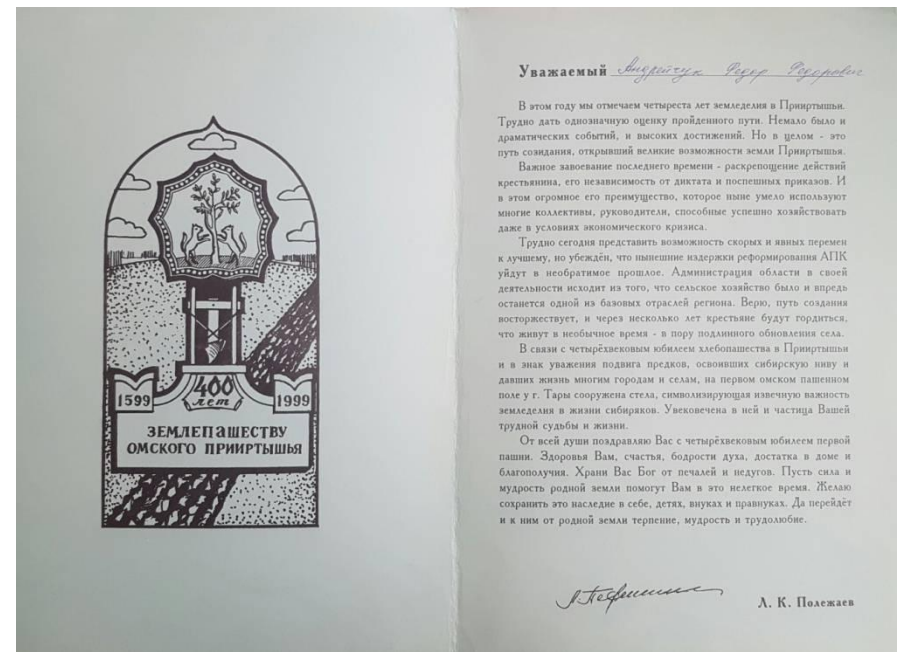 1599
400
лет
1999
ЗЕМЛЕПАШЕСТВУ
ОМСКОГО ПРИИРТЫШЬЯ
Уважаемый Андрейчук Федор Федорович
В этом году мы отмечаем четыреста лет земледелия в Прииртышьи.
Трудно дать однозначную оценку пройденного пути. Немало было и
драматических событий, и высоких достижений. Но в целом - это
путь созидания, открывший великие возможности земли Прииртышья.
Важное завоевание последнего времени - раскрепощение действий
крестьянина, его независимость от диктата и поспешных приказов. И
в этом огромное его преимущество, которое ныне умело используют
многие коллективы, руководители, способные успешно хозяйствовать
даже в условиях экономического кризиса.
Трудно сегодня представить возможность скорых и явных перемен
к лучшему, но убеждён, что нынешние издержки реформирования АПК
уйдут в необратимое прошлое. Администрация области в своей
деятельности исходит из того, что сельское хозяйство было и впредь
останется одной из базовых отраслей региона. Верю, путь создания
восторжествует, и через несколько лет крестьяне будут гордиться,
что живут в необычное время - в пору подлинного обновления села.
В связи с четырёхвековым юбилеем хлебопашества в Прииртышьи
и в знак уважения подвига предков, освоивших сибирскую ниву и
давших жизнь многим городам и селам, на первом омском пашенном
поле у г. Тары сооружена стела, символизирующая извечную важность
земледелия в жизни сибиряков. Увековечена в ней и частица Вашей
трудной судьбы и жизни.
От всей души поздравляю Вас с четырёхвековым юбилеем первой
пашни. Здоровья Вам, счастья, бодрости духа, достатка в доме и
благополучия. Храни Вас Бог от печалей и недугов. Пусть сила и
мудрость родной земли помогут Вам в это нелегкое время. Желаю
сохранить это наследие в себе, детях, внуках и правнуках. Да перейдёт
и к ним от родной земли терпение, мудрость и трудолюбие.
Л. К. Полежаев